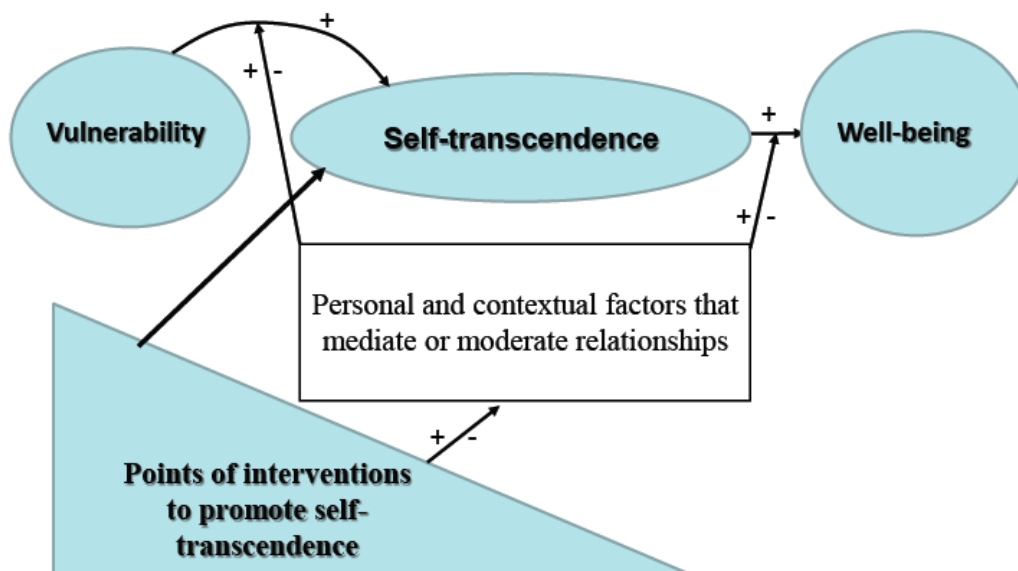 +
+ -
Vulnerability
Self-transcendence
+
Well-being
+ -
Personal and contextual factors that
mediate or moderate relationships
+ -
Points of interventions
to promote self-
transcendence